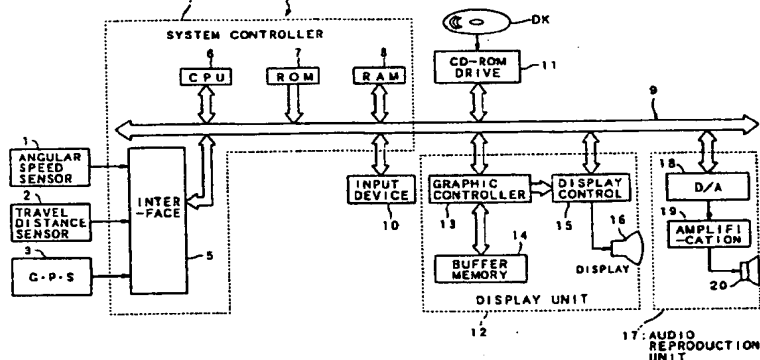 SYSTEM CONTROLLER
DK
6
7
8
CPU
ROM
RAM
CD-ROM
DRIVE
11
9
1
ANGULAR
SPEED
SENSOR
2
TRAVEL
DISTANCE
SENSOR
3
G·P·S
INTER
-FACE
5
INPUT
DEVICE
10
GRAPHIC
CONTROLLER
13
DISPLAY
CONTROL
15
16
DISPLAY
14
BUFFER
MEMORY
DISPLAY UNIT
12
18
D/A
19
AMPLIFI
-CATION
20
17:AUDIO
REPRODUCTION
UNIT